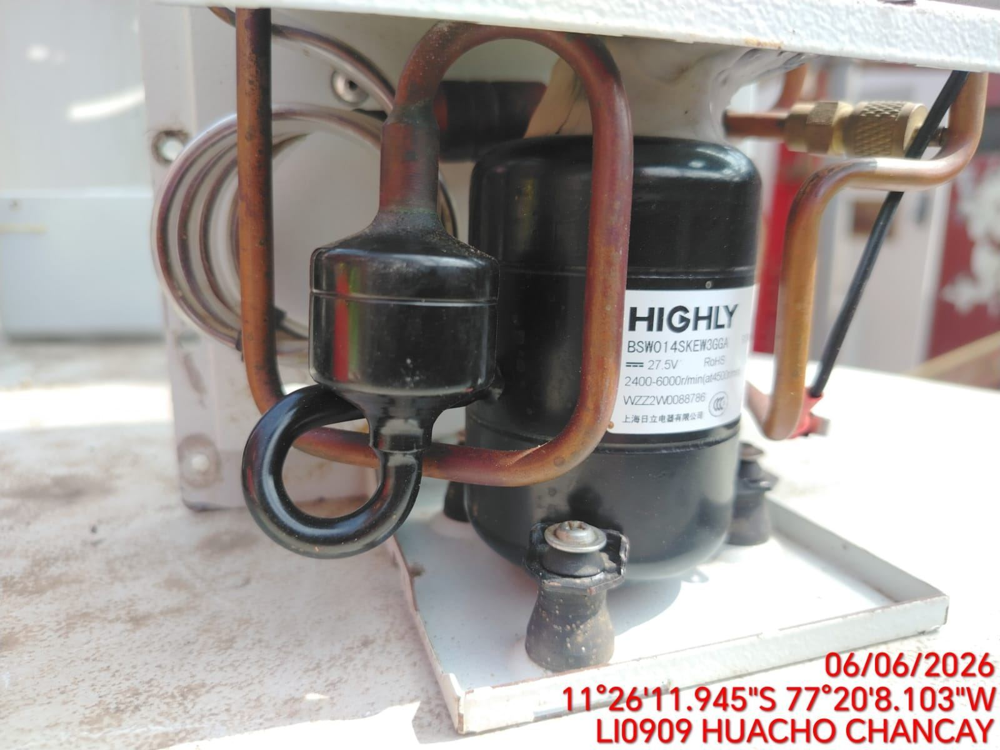 HIGHLY
BSW014SKEW3GGA
27.5V RoHS
2400-6000r/min(at4500r/min
WZZ2W0088786
上海日立电器有限公司
06/06/2026
11°26'11.945"S 77°20'8.103"W
LI0909 HUACHO CHANCAY